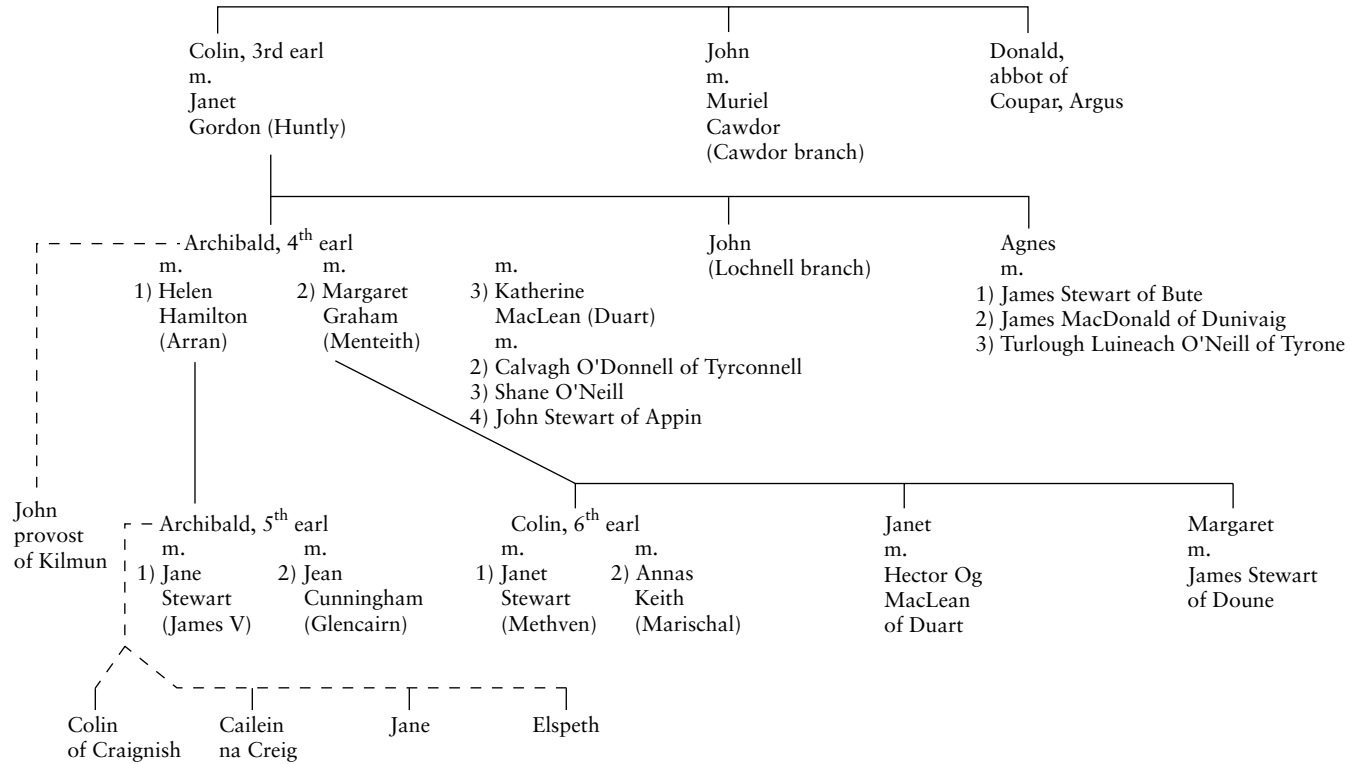 Colin, 3rd earl
m.
Janet
Gordon (Huntly)
John
m.
Muriel
Cawdor
(Cawdor branch)
Donald,
abbot of
Coupar, Argus
Archibald, 4th earl
m.
1) Helen
Hamilton
(Arran)
m.
2) Margaret
Graham
(Menteith)
m.
3) Katherine
MacLean (Duart)
m.
2) Calvagh O'Donnell of Tyrconnell
3) Shane O'Neill
4) John Stewart of Appin
John
(Lochnell branch)
Agnes
m.
1) James Stewart of Bute
2) James MacDonald of Dunivaig
3) Turlough Luineach O'Neill of Tyrone
John
provost
of Kilmun
Archibald, 5th earl
m.
1) Jane
Stewart
(James V)
m.
2) Jean
Cunningham
(Glencairn)
Colin, 6th earl
m.
1) Janet
Stewart
(Methven)
m.
2) Annas
Keith
(Marischal)
Janet
m.
Hector Og
MacLean
of Duart
Margaret
m.
James Stewart
of Doune
Colin
of Craignish
Cailein
na Creig
Jane
Elspeth